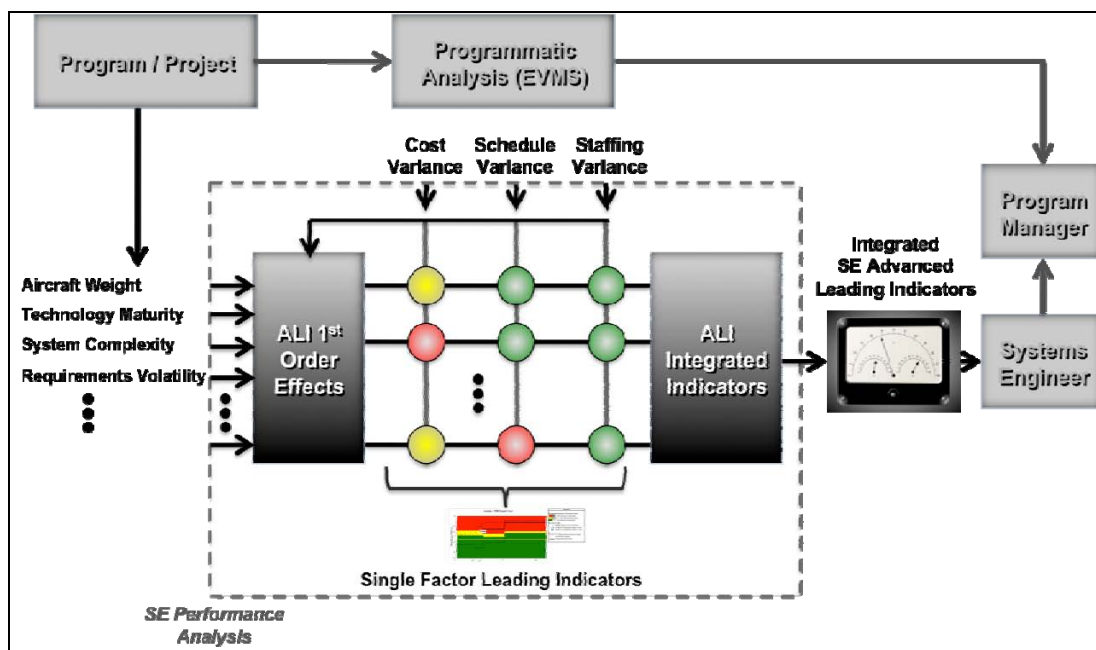 Program / Project
Programmatic
Analysis (EVMS)
Cost
Variance
Schedule
Variance
Staffing
Variance
Program
Manager
Aircraft Weight
Technology Maturity
System Complexity
Requirements Volatility
ALI 1st
Order
Effects
ALI
Integrated
Indicators
Integrated
SE Advanced
Leading Indicators
Systems
Engineer
Single Factor Leading Indicators
SE Performance
Analysis